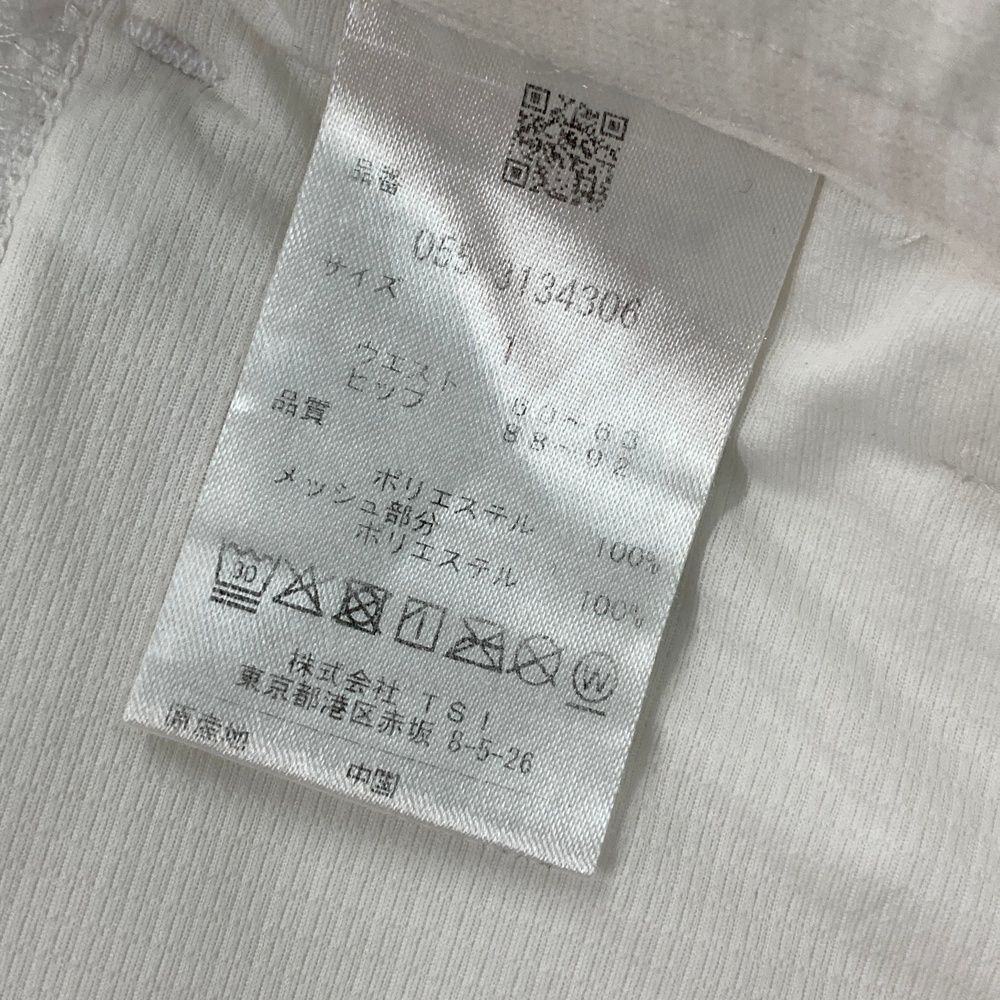 品番
055 3134306
サイズ
1
ウエスト 60~63
ヒップ 88~92
品質
ポリエステル 100%
メッシュ部分
ポリエステル 100%
30
W
株式会社 TSI
東京都港区赤坂 8-5-26
原産地
中国